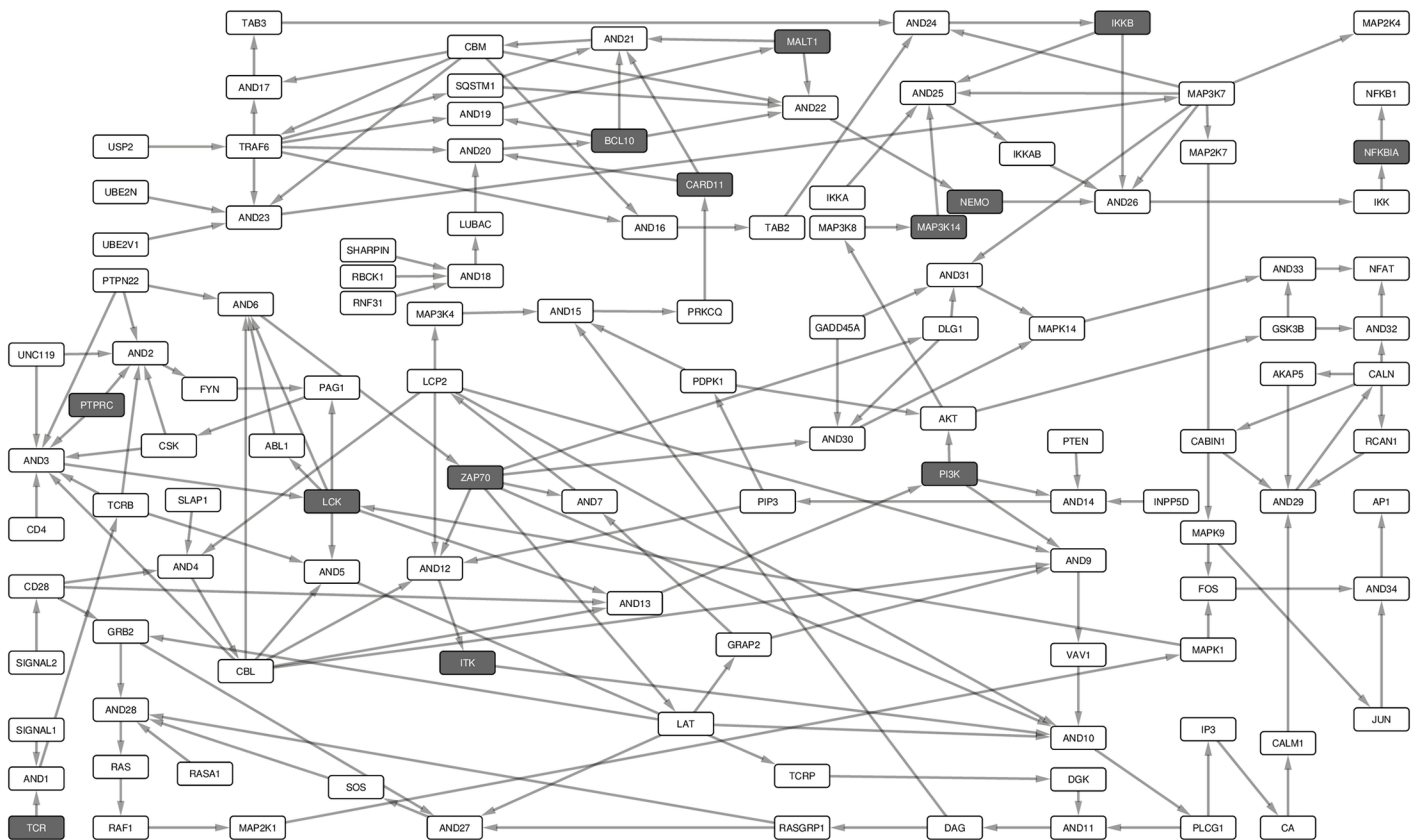 TAB3
AND24
IKKB
MAP2K4
CBM
AND21
MALT1
AND17
SQSTM1
AND25
MAP3K7
NFKB1
AND19
AND22
USP2
TRAF6
AND20
BCL10
IKKAB
MAP2K7
NFKBIA
UBE2N
CARD11
IKKA
NEMO
AND26
IKK
AND23
LUBAC
AND16
TAB2
MAP3K8
MAP3K14
UBE2V1
SHARPIN
RBCK1
AND18
RNF31
AND31
AND33
NFAT
PTPN22
AND6
MAP3K4
AND15
PRKCQ
GADD45A
DLG1
MAPK14
GSK3B
AND32
UNC119
AND2
FYN
PAG1
LCP2
PDPK1
AKAP5
CALN
PTPRC
CSK
ABL1
AKT
AND30
PTEN
CABIN1
RCAN1
AND3
TCRB
SLAP1
LCK
ZAP70
AND7
PIP3
PI3K
AND14
INPP5D
AND29
AP1
CD4
MAPK9
AND4
AND5
AND12
AND9
CD28
AND13
FOS
AND34
GRB2
GRAP2
SIGNAL2
CBL
ITK
VAV1
MAPK1
AND28
LAT
JUN
SIGNAL1
AND10
IP3
CALM1
AND1
RAS
RASA1
SOS
TCRP
DGK
TCR
RAF1
MAP2K1
AND27
RASGRP1
DAG
AND11
PLCG1
CA